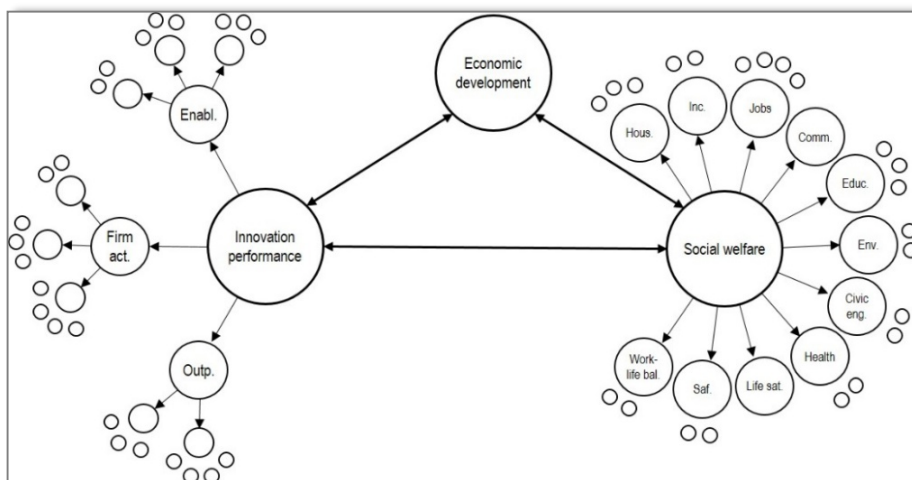 Economic
development
Enabl.
Hous.
Inc.
Jobs
Comm.
Educ.
Firm
act.
Innovation
performance
Social welfare
Env.
Civic
eng.
Outp.
Work-
life bal.
Saf.
Life sat.
Health